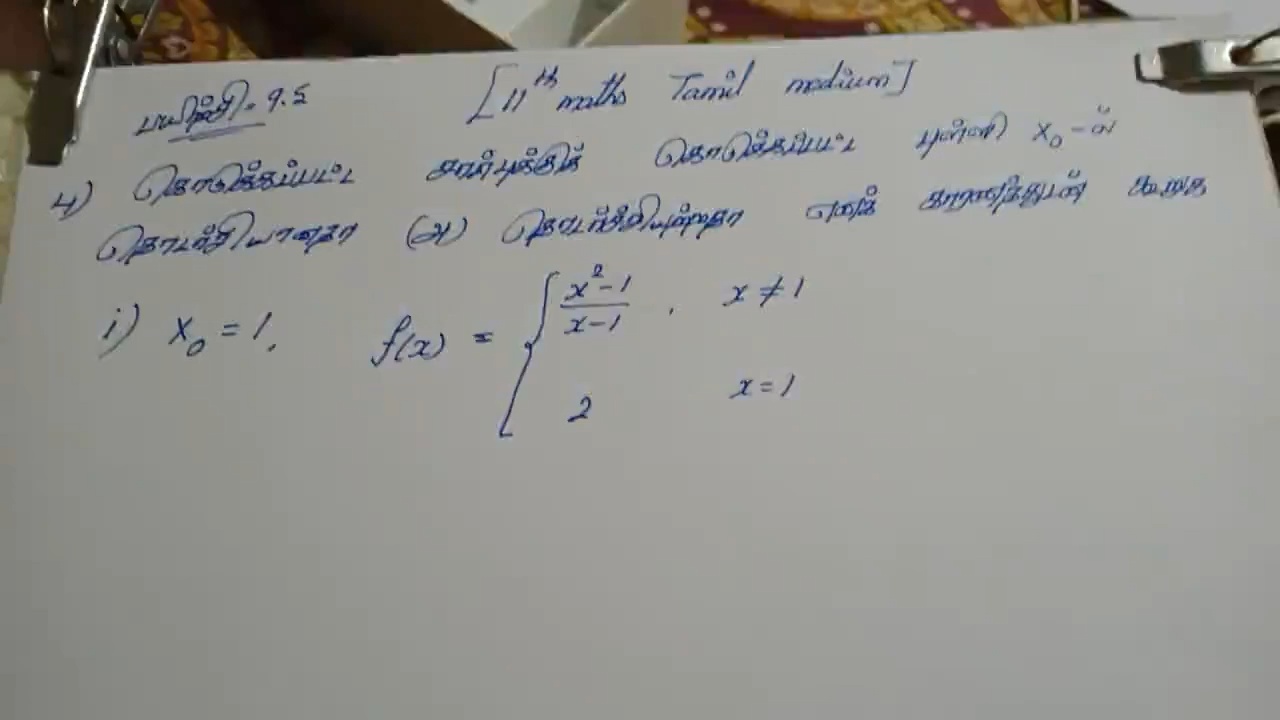 பயிற்சி - 9.5 [11th maths Tamil medium]
4) கொடுக்கப்பட்ட சார்புக்குக் கொடுக்கப்பட்ட புள்ளி x₀ - ல்
தொடர்ச்சியானதா (அ) தொடர்ச்சியற்றதா எனக் காரணத்துடன் கூறுக
i) x₀ = 1, f(x) = { (x² - 1)/(x - 1) , x ≠ 1
2 x = 1